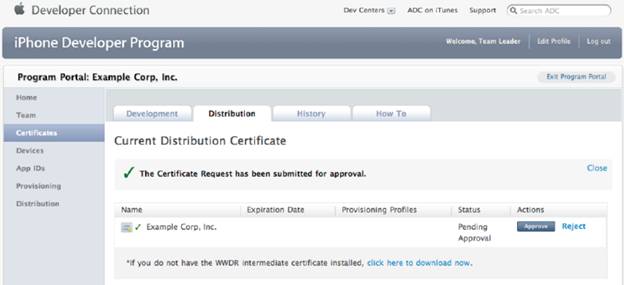 Developer Connection
Dev Centers
ADC on iTunes
Support
Search ADC
iPhone Developer Program
Welcome, Team Leader
Edit Profile
Log out
Program Portal: Example Corp, Inc.
Exit Program Portal
Home
Team
Certificates
Devices
App IDs
Provisioning
Distribution
Development
Distribution
History
How To
Current Distribution Certificate
The Certificate Request has been submitted for approval.
Close
Name
Expiration Date
Provisioning Profiles
Status
Actions
Example Corp, Inc.
Pending
Approval
Approve
Reject
*If you do not have the WWDR intermediate certificate installed, click here to download now.